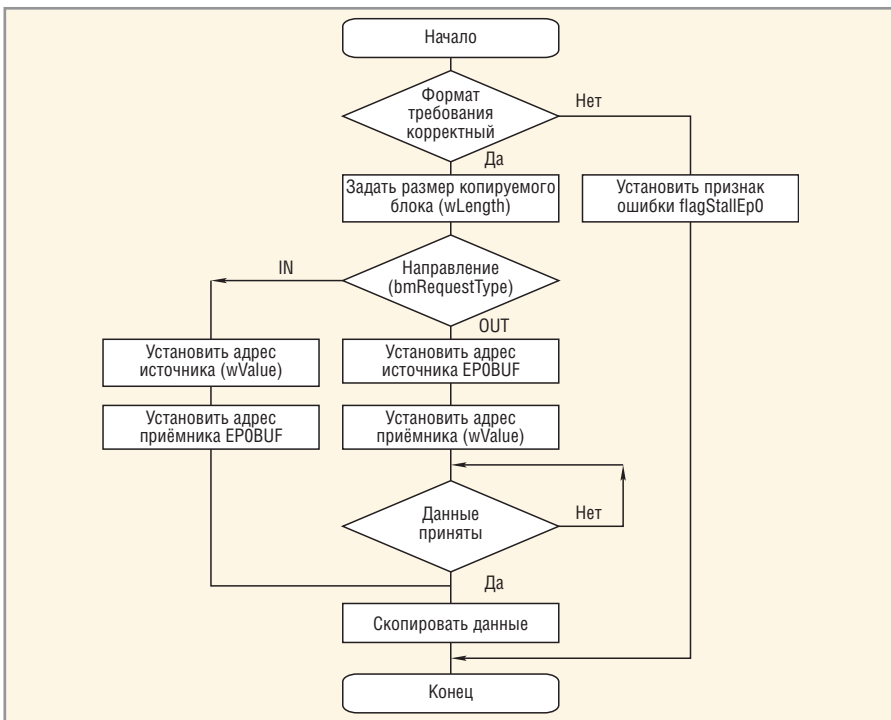 Начало
Формат
требования
корректный
Нет
Да
Задать размер копируемого
блока (wLength)
Установить признак
ошибки flagStallEp0
IN
Направление
(bmRequestType)
OUT
Установить адрес
источника (wValue)
Установить адрес
источника EP0BUF
Установить адрес
приёмника EP0BUF
Установить адрес
приёмника (wValue)
Данные
приняты
Нет
Да
Скопировать данные
Конец